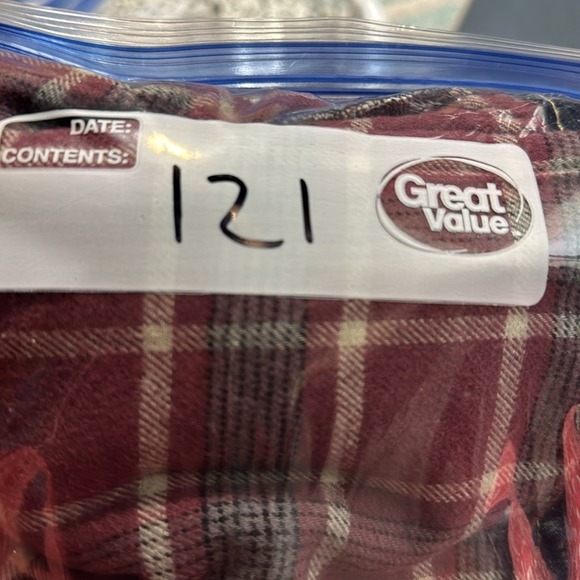 DATE:
CONTENTS:
121
Great
Value